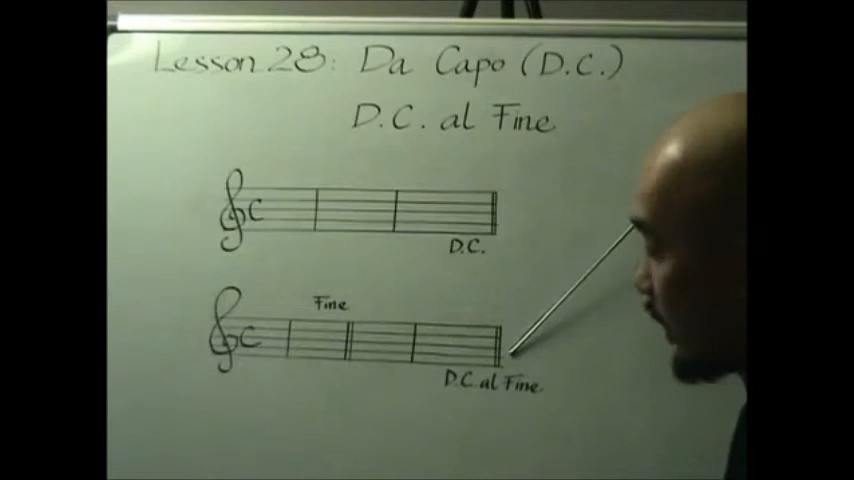 Lesson 28: Da Capo (D.C.)
D.C. al Fine
C
D.C.
Fine
C
D.C. al Fine